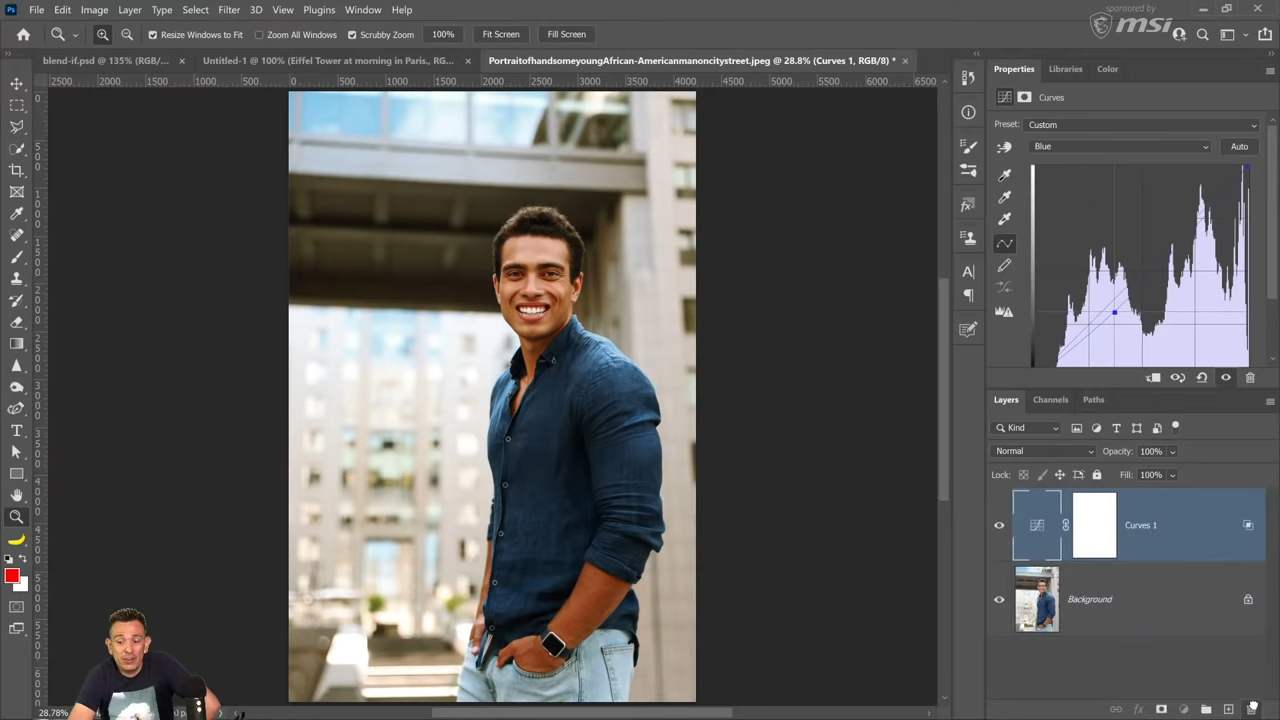 Ps File Edit Image Layer Type Select Filter 3D View Plugins Window Help
sponsored by
msi
Resize Windows to Fit Zoom All Windows Scrubby Zoom 100% Fit Screen Fill Screen
blend-if.psd @ 135% (RGB/... × Untitled-1 @ 100% (Eiffel Tower at morning in Paris., RG... × PortraitofhandsomeyoungAfrican-Americanmanoncitystreet.jpeg @ 28.8% (Curves 1, RGB/8) * ×
2500 2000 1500 1000 500 0 500 1000 1500 2000 2500 3000 3500 4000 4500 5000 5500 6000 6500
Properties Libraries Color
Curves
Preset: Custom
Blue Auto
Layers Channels Paths
Kind
Normal Opacity: 100%
Lock: Fill: 100%
Curves 1
Background
28.78%